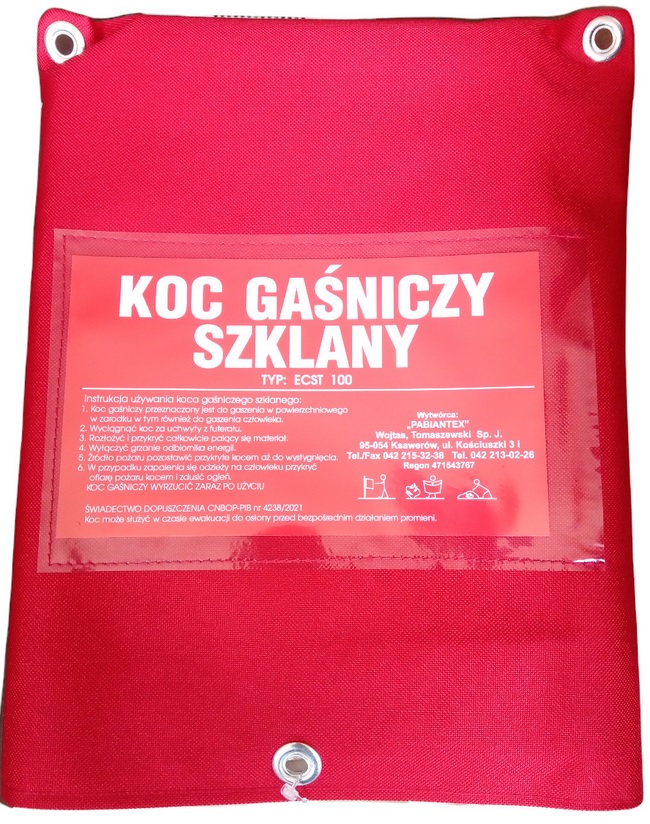 KOC GAŚNICZY
SZKLANY
TYP: ECST 100
Instrukcja używania koca gaśniczego szklanego:
1. Koc gaśniczy przeznaczony jest do gaszenia w powierzchniowego
w zarodku w tym również do gaszenia człowieka.
2. Wyciągnąć koc za uchwyty z futerału.
3. Rozłożyć i przykryć całkowicie palący się materiał.
4. Wyłączyć grzanie odbiornika energii.
5. Źródło pożaru pozostawić przykryte kocem aż do wystygnięcia.
6. W przypadku zapalenia się odzieży na człowieku przykryć
ofiarę pożaru kocem i zdusić ogień.
KOC GAŚNICZY WYRZUCIĆ ZARAZ PO UŻYCIU
Wytwórca:
„PABIANTEX"
Wojtas, Tomaszewski Sp. J.
95-054 Ksawerów, ul. Kościuszki 3 i
Tel./Fax 042 215-32-38 Tel. 042 213-02-26
Regon 471543767
ŚWIADECTWO DOPUSZCZENIA CNBOP-PIB nr 4238/2021
Koc może służyć w czasie ewakuacji do osłony przed bezpośrednim działaniem promieni.